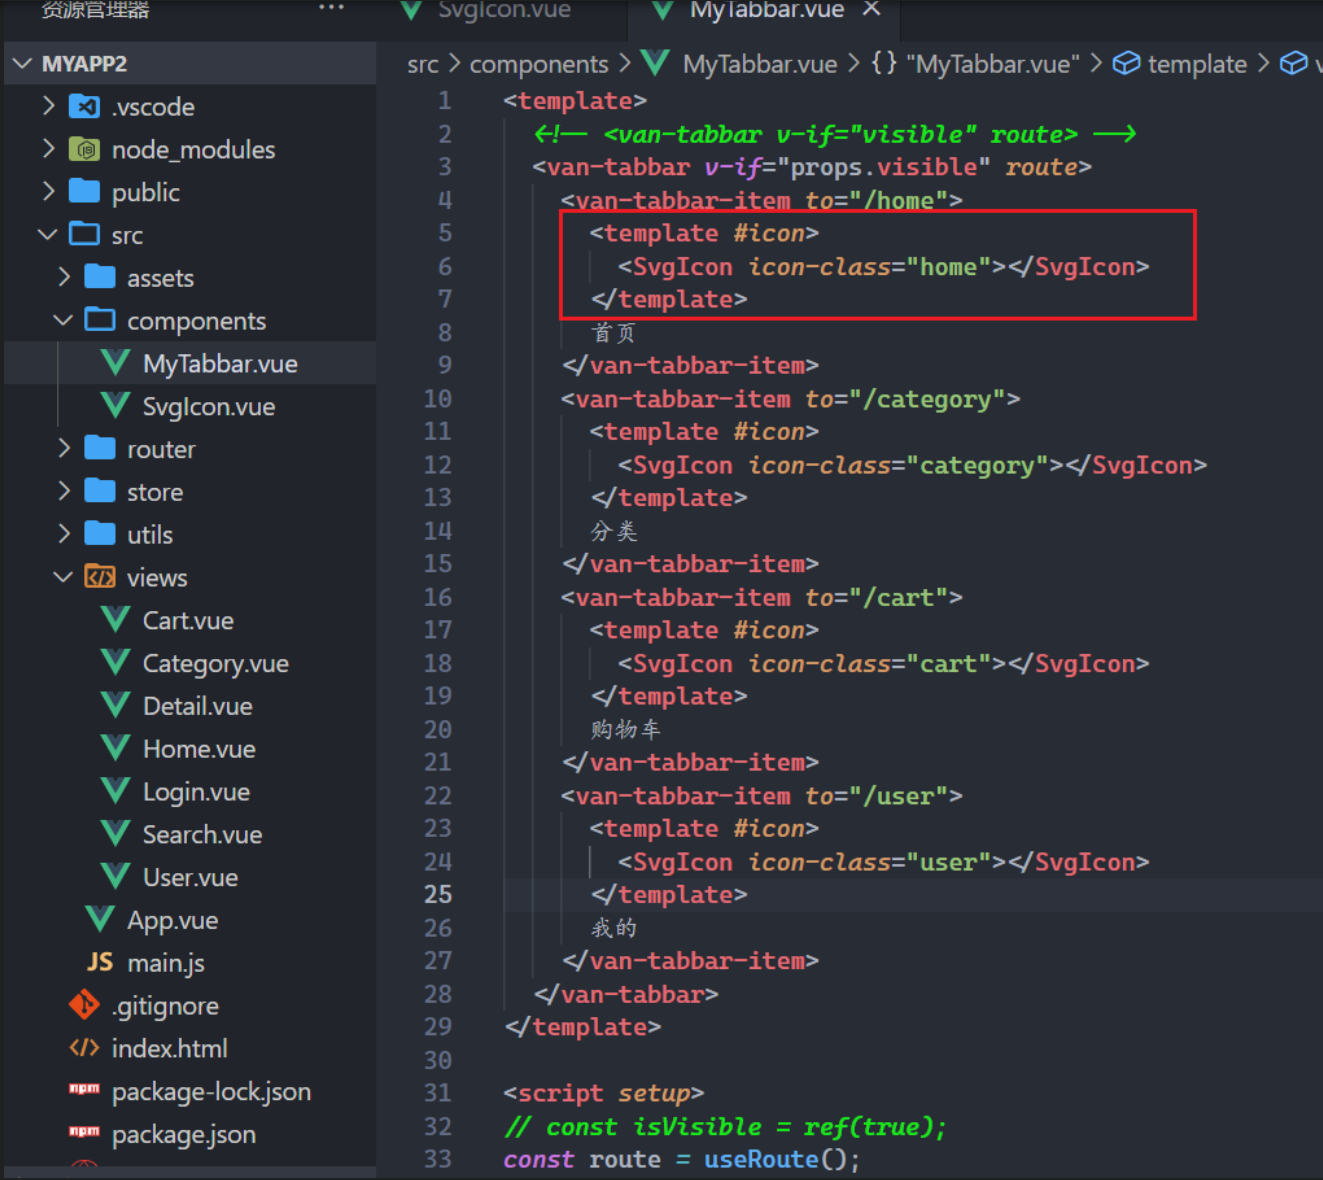 资源管理器 ···
SvgIcon.vue
MyTabbar.vue ×
MYAPP2
src > components > MyTabbar.vue > {} "MyTabbar.vue" > template >
.vscode
node_modules
public
src
assets
components
MyTabbar.vue
SvgIcon.vue
router
store
utils
views
Cart.vue
Category.vue
Detail.vue
Home.vue
Login.vue
Search.vue
User.vue
App.vue
JS main.js
.gitignore
</> index.html
npm package-lock.json
npm package.json
1 <template>
2 <!-- <van-tabbar v-if="visible" route> -->
3 <van-tabbar v-if="props.visible" route>
4 <van-tabbar-item to="/home">
5 <template #icon>
6 <SvgIcon icon-class="home"></SvgIcon>
7 </template>
8 首页
9 </van-tabbar-item>
10 <van-tabbar-item to="/category">
11 <template #icon>
12 <SvgIcon icon-class="category"></SvgIcon>
13 </template>
14 分类
15 </van-tabbar-item>
16 <van-tabbar-item to="/cart">
17 <template #icon>
18 <SvgIcon icon-class="cart"></SvgIcon>
19 </template>
20 购物车
21 </van-tabbar-item>
22 <van-tabbar-item to="/user">
23 <template #icon>
24 <SvgIcon icon-class="user"></SvgIcon>
25 </template>
26 我的
27 </van-tabbar-item>
28 </van-tabbar>
29 </template>
30
31 <script setup>
32 // const isVisible = ref(true);
33 const route = useRoute();